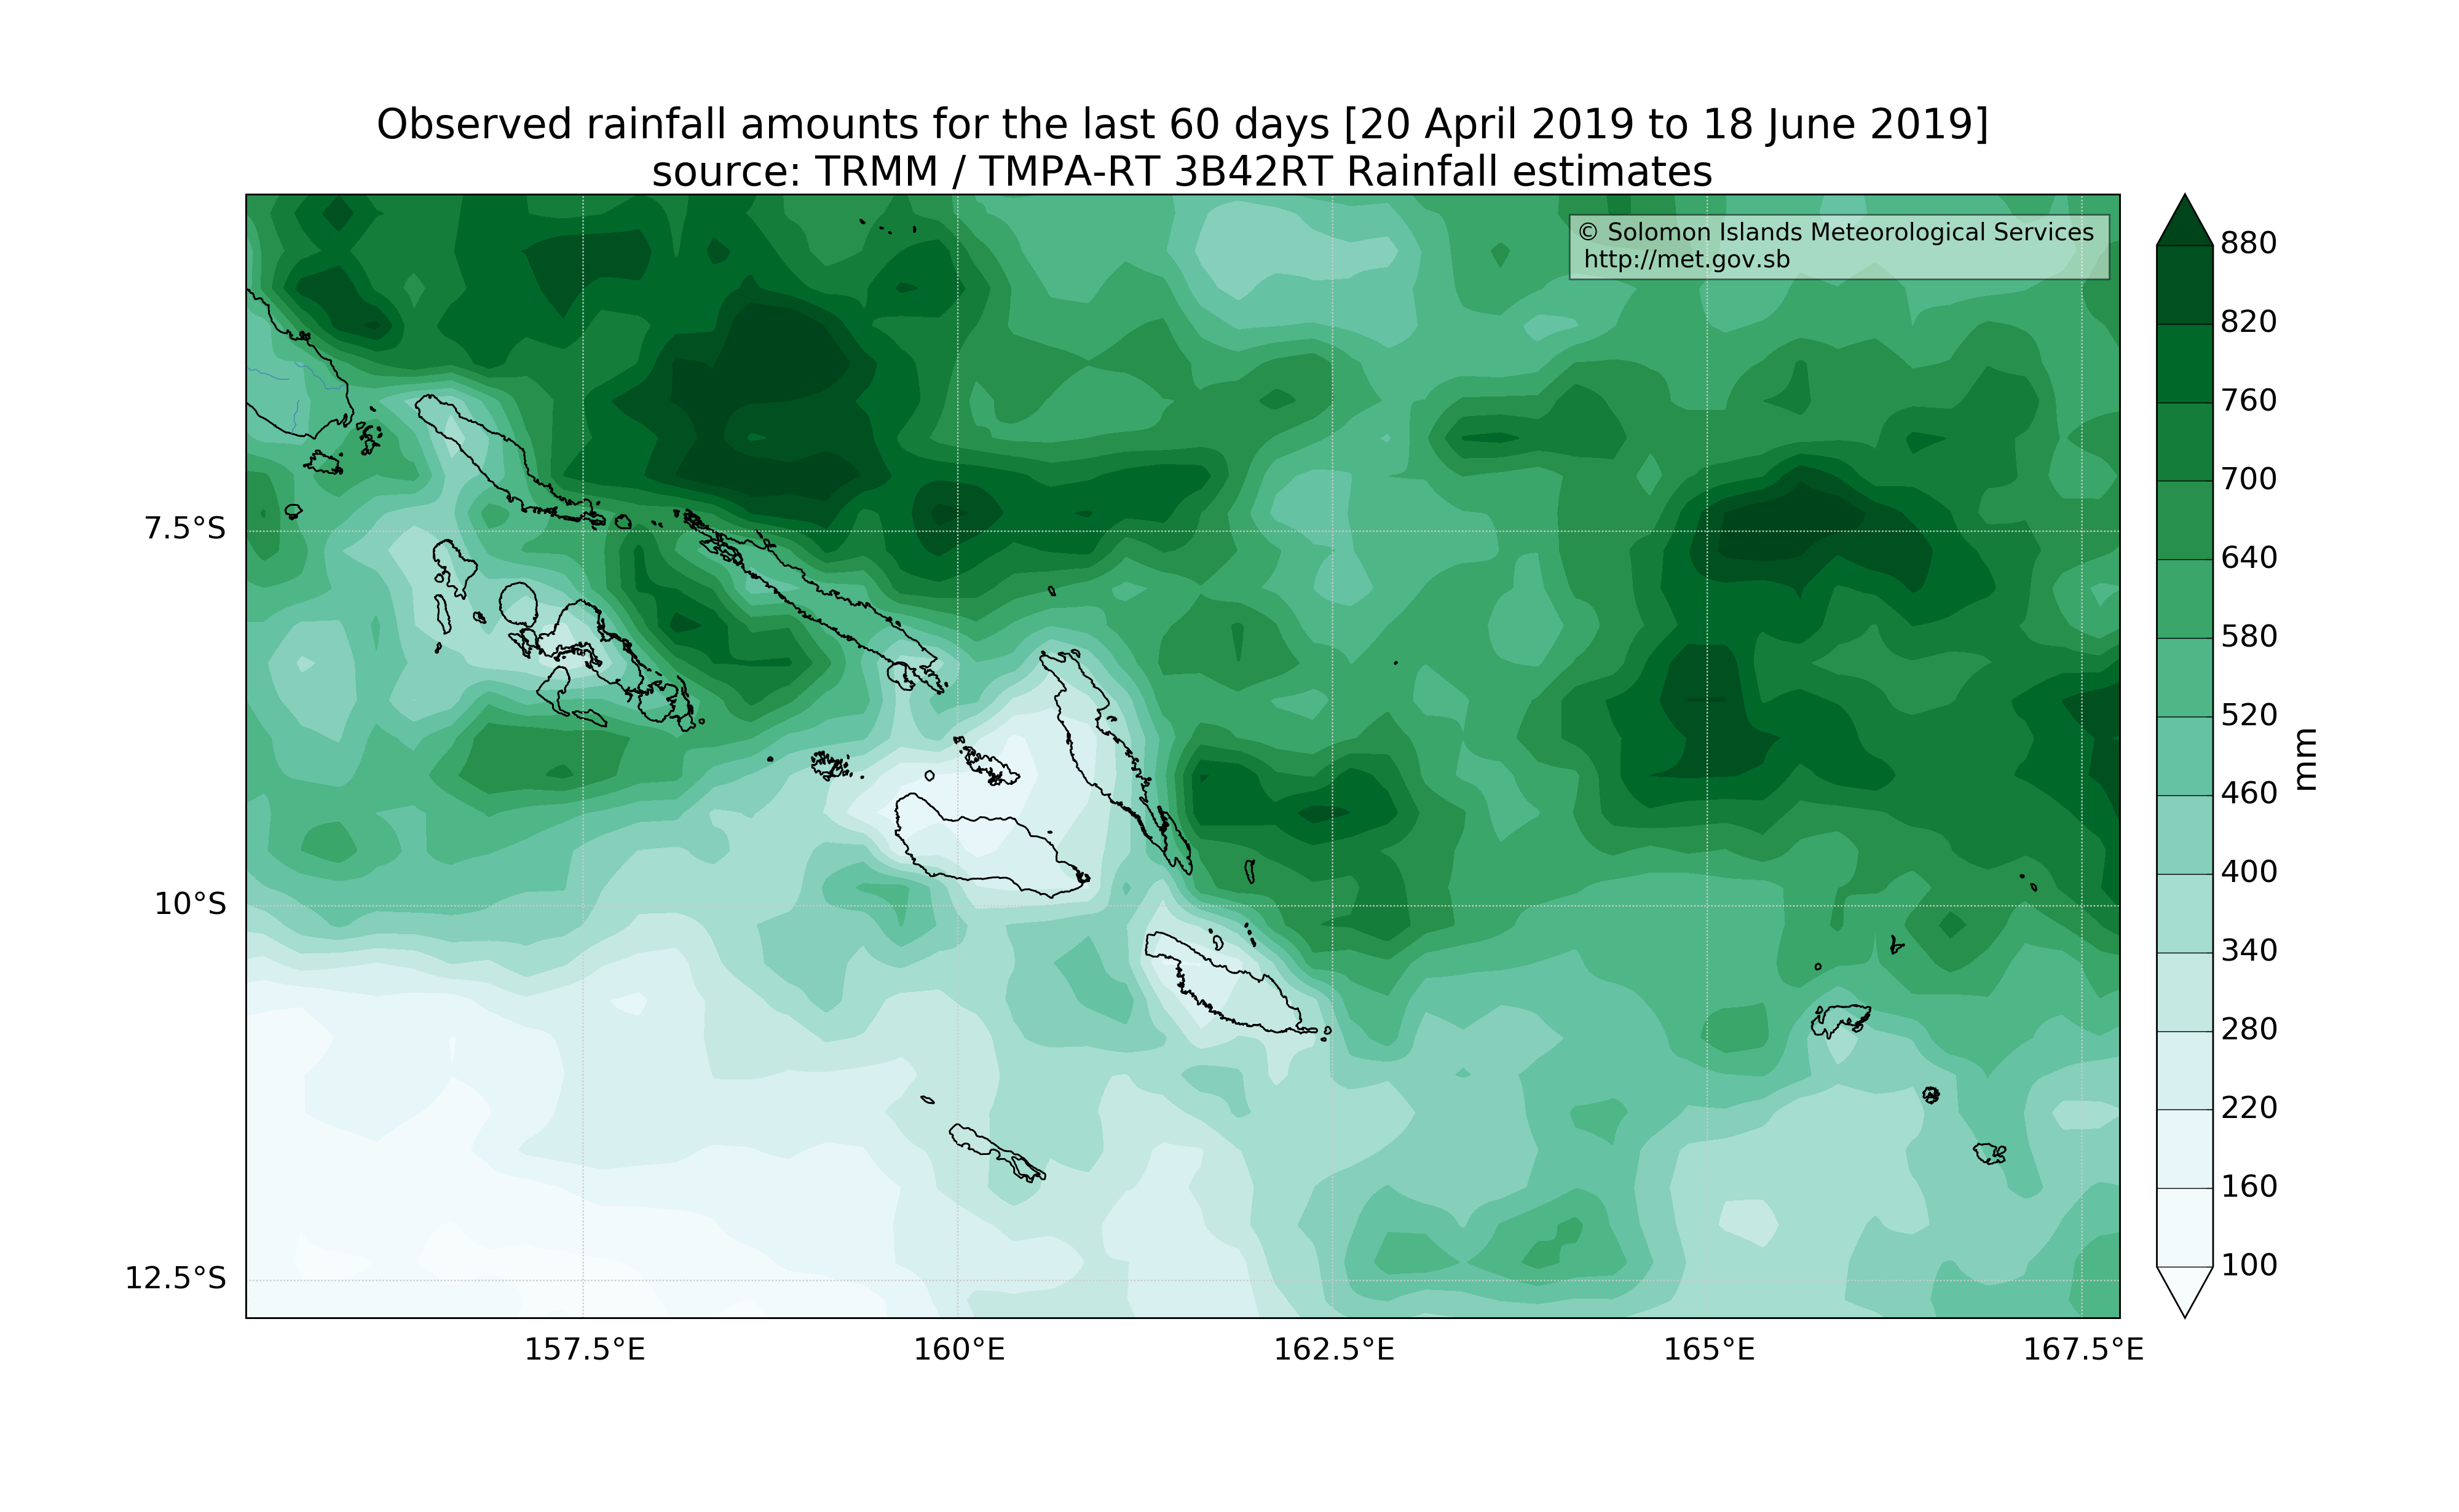 Observed rainfall amounts for the last 60 days [20 April 2019 to 18 June 2019]
source: TRMM / TMPA-RT 3B42RT Rainfall estimates
© Solomon Islands Meteorological Services
http://met.gov.sb
7.5°S
10°S
12.5°S
157.5°E
160°E
162.5°E
165°E
167.5°E
880
820
760
700
640
580
520
460
400
340
280
220
160
100
mm